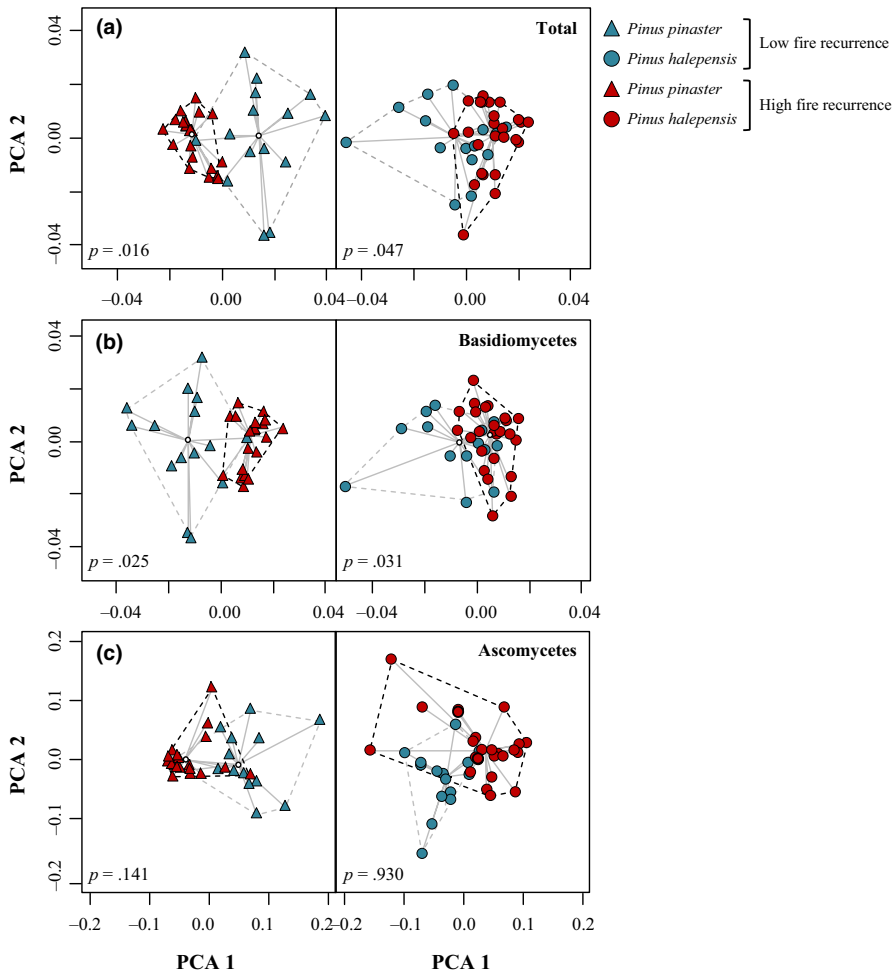 (a)
Total
PCA 2
0.04
0.00
−0.04
p = .016
p = .047
−0.04
0.00
0.04
−0.04
0.00
0.04
Pinus pinaster
Pinus halepensis
Low fire recurrence
Pinus pinaster
Pinus halepensis
High fire recurrence
(b)
Basidiomycetes
PCA 2
0.04
0.00
−0.04
p = .025
p = .031
−0.04
0.00
0.04
−0.04
0.00
0.04
(c)
Ascomycetes
PCA 2
0.2
0.1
0.0
−0.1
−0.2
p = .141
p = .930
−0.2
−0.1
0.0
0.1
0.2
−0.2
−0.1
0.0
0.1
0.2
PCA 1
PCA 1